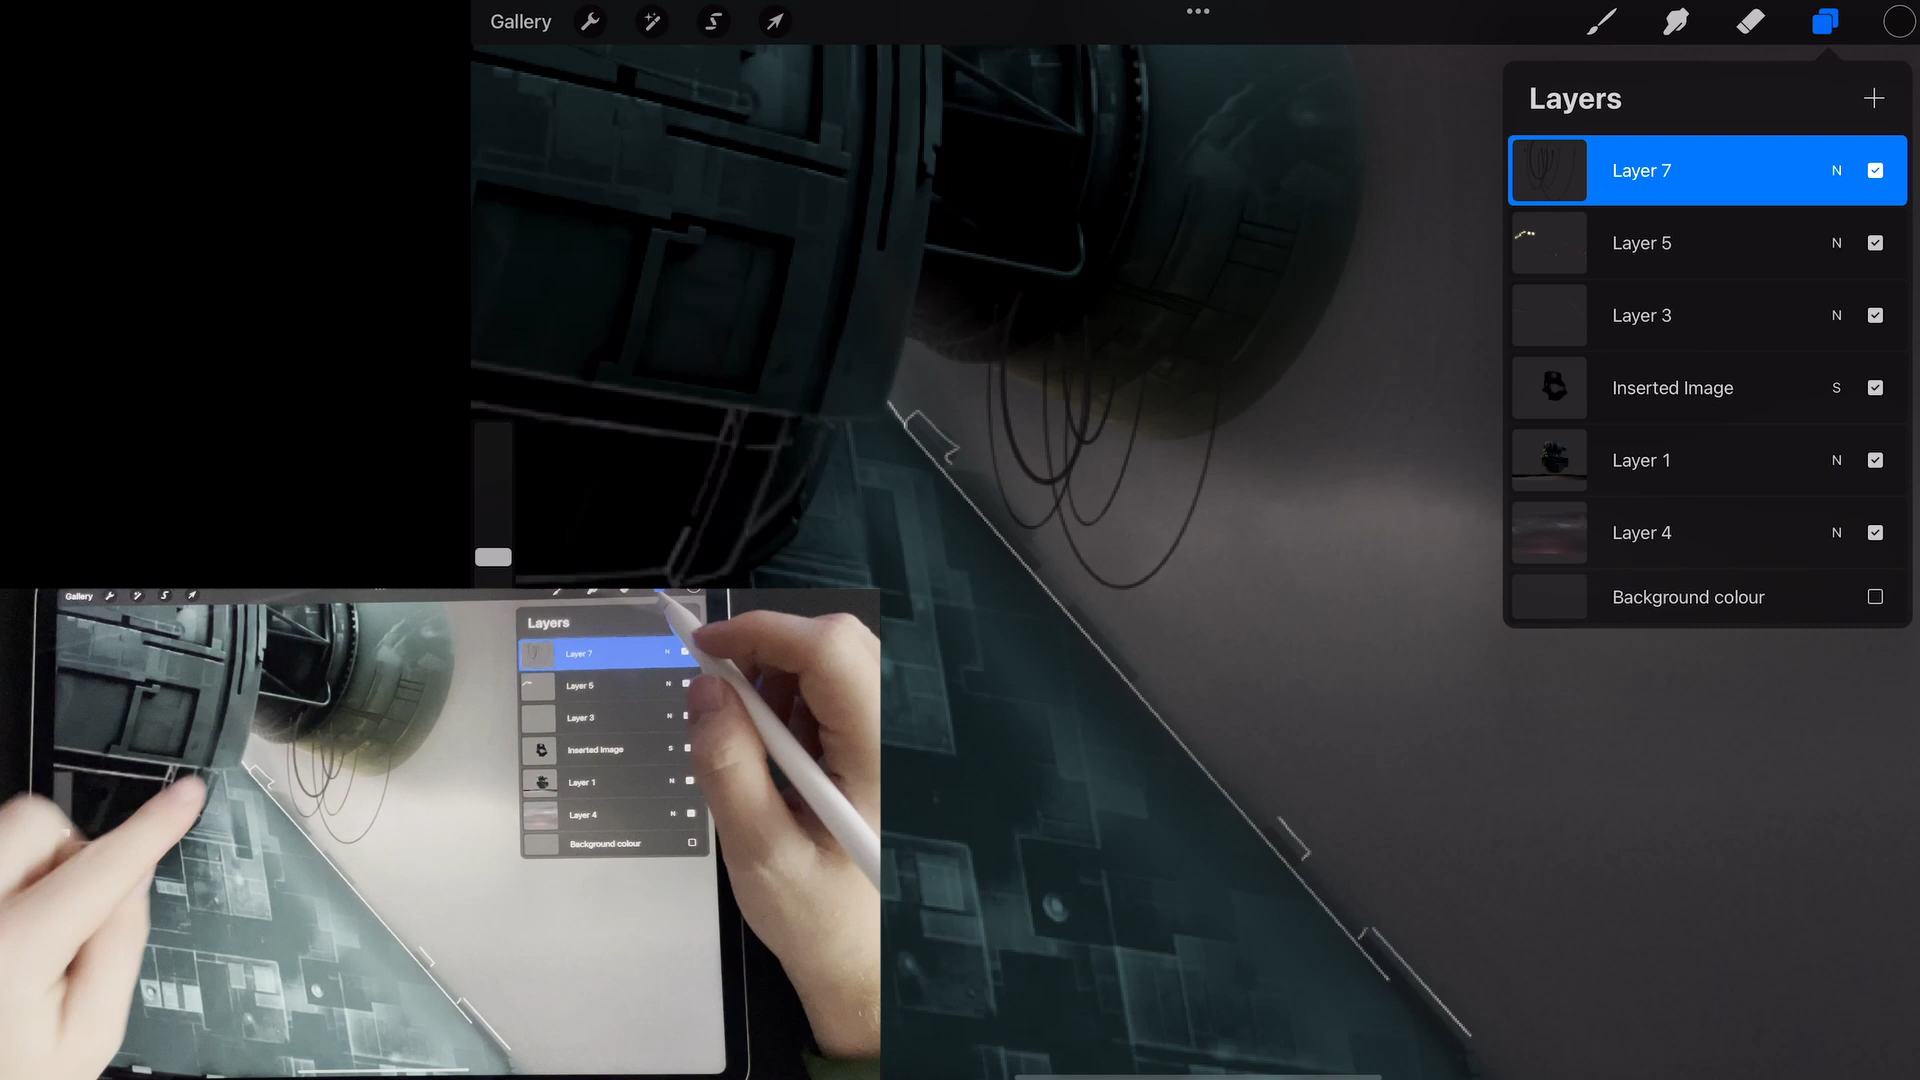 Gallery
Layers
Layer 7 N
Layer 5 N
Layer 3 N
Inserted Image S
Layer 1 N
Layer 4 N
Background colour
Gallery
Layers
Layer 7 N
Layer 5 N
Layer 3 N
Inserted Image S
Layer 1 N
Layer 4 N
Background colour